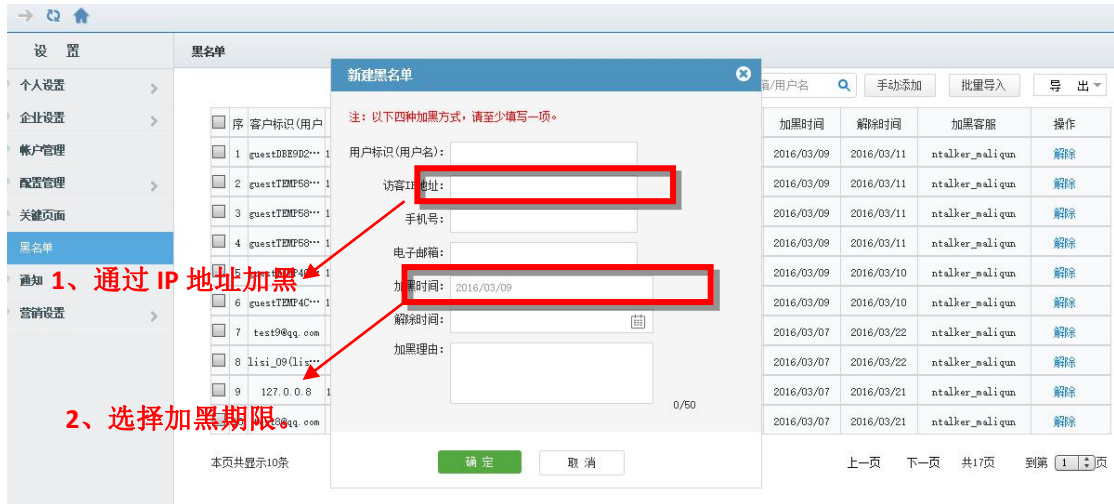 设 置
黑名单
个人设置
企业设置
帐户管理
配置管理
关键页面
黑名单
通知
营销设置
箱/用户名
手动添加
批量导入
导 出
序 客户标识(用户
加黑时间 解除时间 加黑客服 操作
1 guestDBE9D2… 1 2016/03/09 2016/03/11 ntalker_maliqun 解除
2 guestTEMP58… 1 2016/03/09 2016/03/11 ntalker_maliqun 解除
3 guestTEMP58… 1 2016/03/09 2016/03/11 ntalker_maliqun 解除
4 guestTEMP58… 1 2016/03/09 2016/03/11 ntalker_maliqun 解除
5 2016/03/09 2016/03/10 ntalker_maliqun 解除
6 guestTEMP4C… 1 2016/03/09 2016/03/10 ntalker_maliqun 解除
7 test9@qq.com 2016/03/07 2016/03/22 ntalker_maliqun 解除
8 lisi_09(lis… 2016/03/07 2016/03/22 ntalker_maliqun 解除
9 127.0.0.8 1 2016/03/07 2016/03/21 ntalker_maliqun 解除
2016/03/07 2016/03/21 ntalker_maliqun 解除
新建黑名单
注：以下四种加黑方式，请至少填写一项。
用户标识(用户名):
访客IP地址:
手机号:
电子邮箱:
加黑时间: 2016/03/09
解除时间:
加黑理由:
0/50
确 定
取 消
1、通过 IP 地址加黑
2、选择加黑期限。
本页共显示10条
上一页 下一页 共17页 到第 1 页